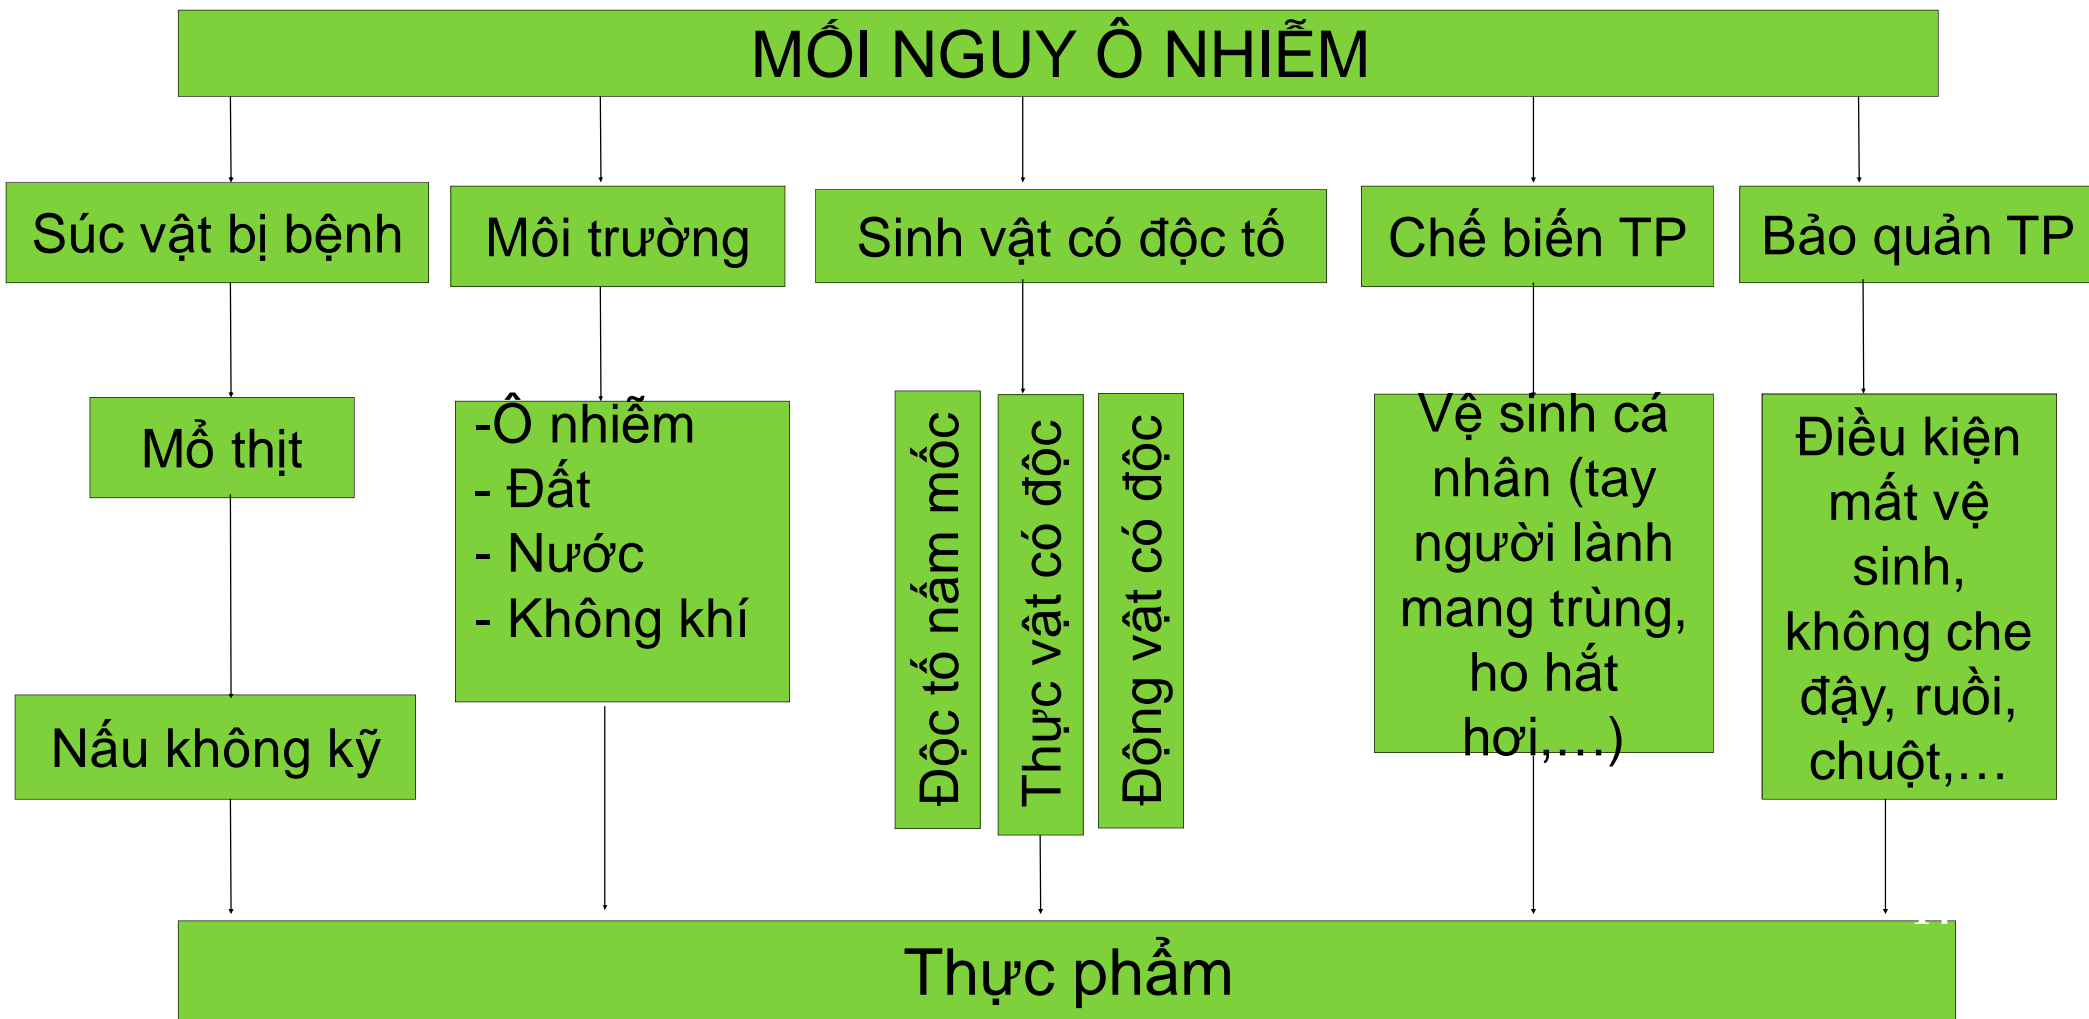 MỐI NGUY Ô NHIỄM
Súc vật bị bệnh
Môi trường
Sinh vật có độc tố
Chế biến TP
Bảo quản TP
Mổ thịt
Nấu không kỹ
-Ô nhiễm
- Đất
- Nước
- Không khí
Độc tố nấm mốc
Thực vật có độc
Động vật có độc
Vệ sinh cá
nhân (tay
người lành
mang trùng,
ho hắt
hơi,…)
Điều kiện
mất vệ
sinh,
không che
đậy, ruồi,
chuột,…
Thực phẩm